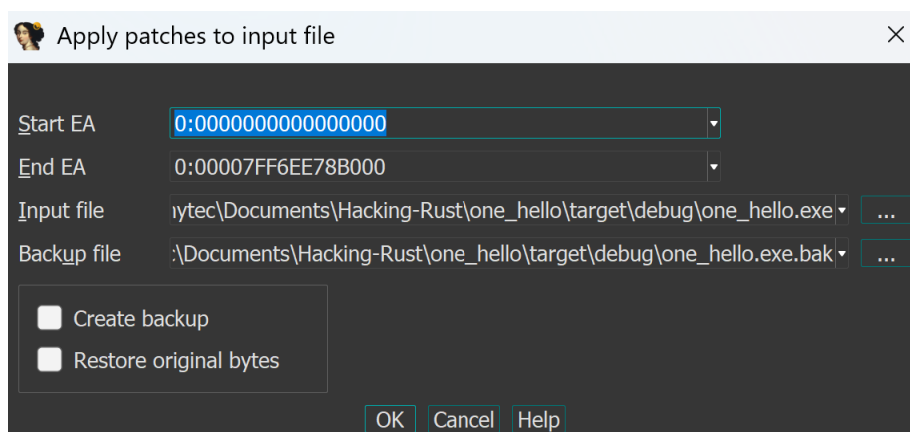 Apply patches to input file
Start EA 0:0000000000000000
End EA 0:00007FF6EE78B000
Input file ıytec\Documents\Hacking-Rust\one_hello\target\debug\one_hello.exe ...
Backup file :\Documents\Hacking-Rust\one_hello\target\debug\one_hello.exe.bak ...
Create backup
Restore original bytes
OK Cancel Help